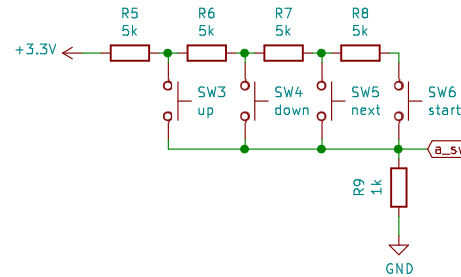 R5 R6 R7 R8
5k 5k 5k 5k
+3.3V
SW3 SW4 SW5 SW6
up down next start
R9
1k
GND